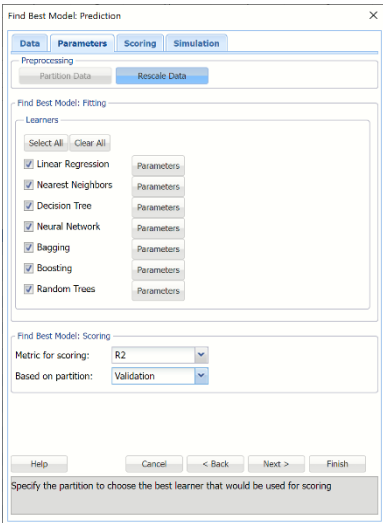 Find Best Model: Prediction
Data Parameters Scoring Simulation
Preprocessing
Partition Data Rescale Data
Find Best Model: Fitting
Learners
Select All Clear All
Linear Regression Parameters
Nearest Neighbors Parameters
Decision Tree Parameters
Neural Network Parameters
Bagging Parameters
Boosting Parameters
Random Trees Parameters
Find Best Model: Scoring
Metric for scoring: R2
Based on partition: Validation
Help Cancel < Back Next > Finish
Specify the partition to choose the best learner that would be used for scoring